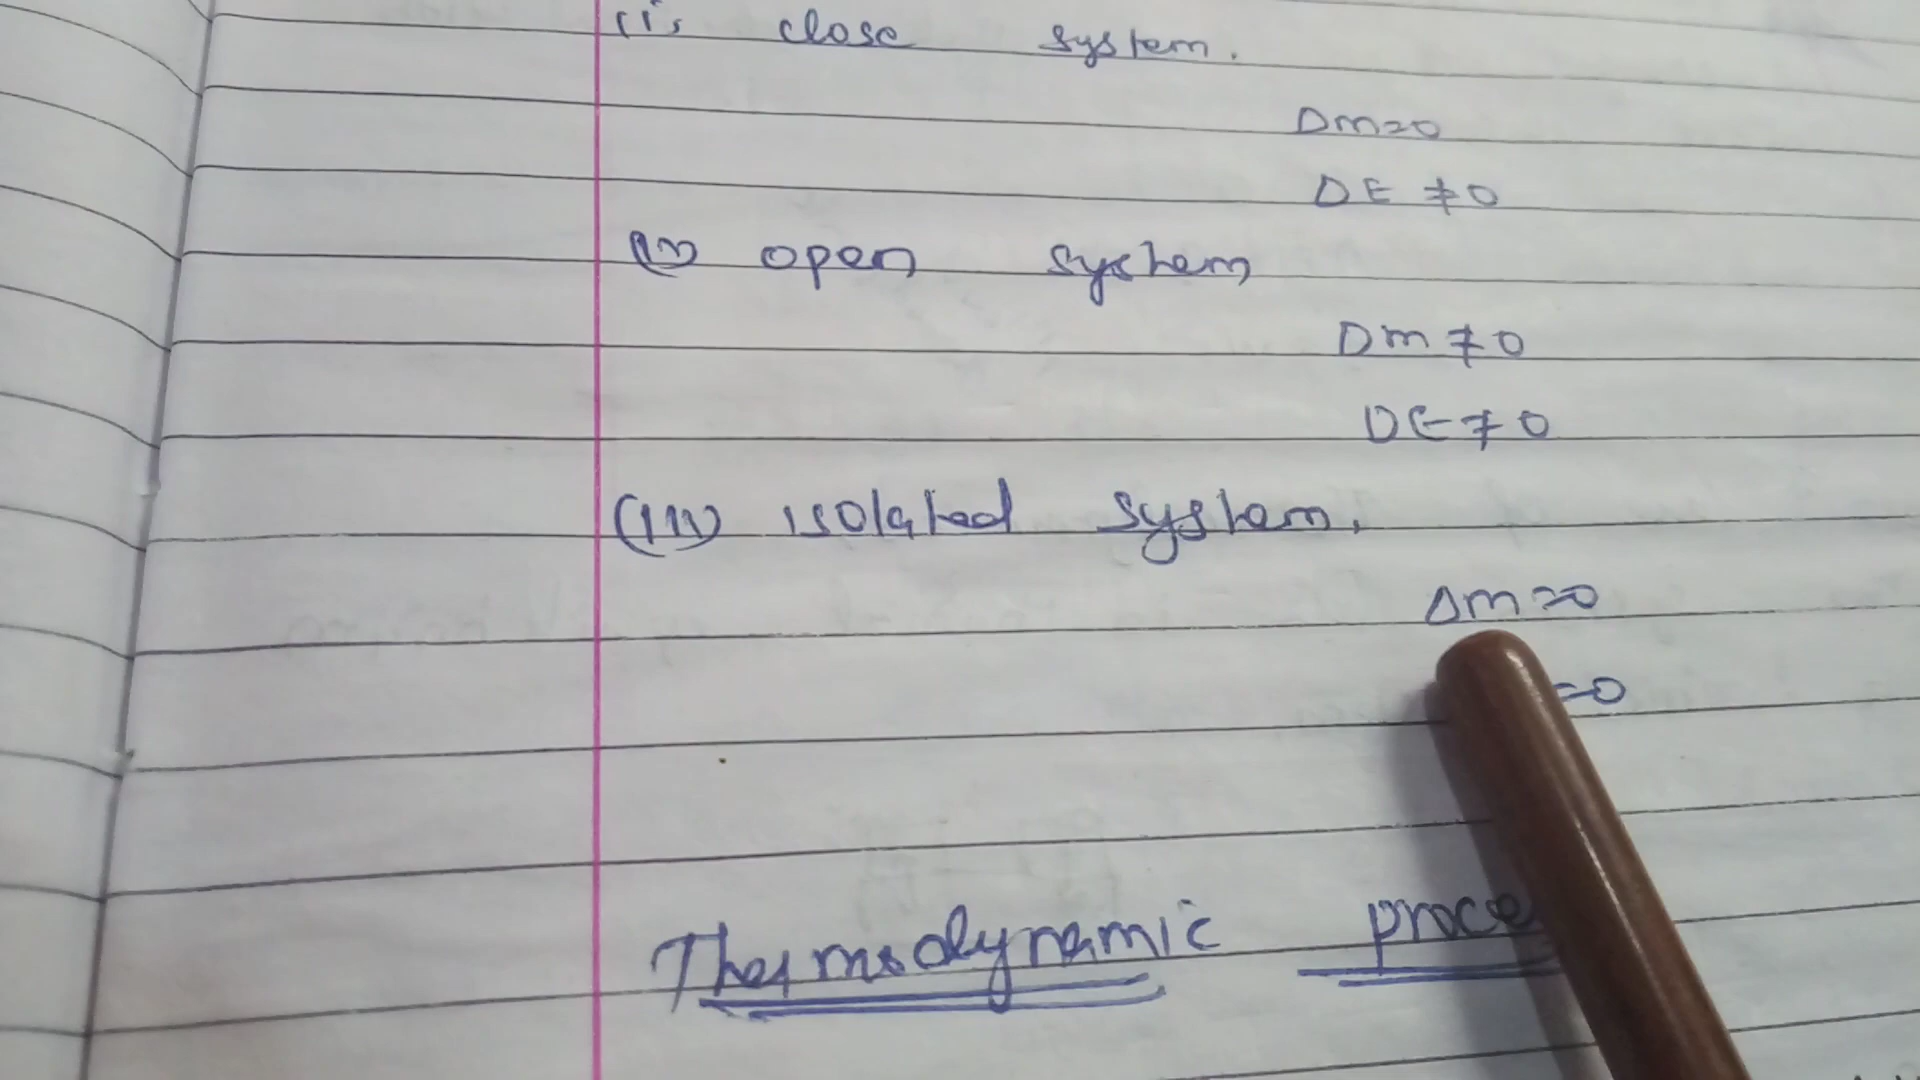 (i) close system.
Δm=0
ΔE ≠0
(ii) open system
Δm ≠0
ΔE≠0
(iii) isolated system.
Δm=0
=0
Thermodynamic proce